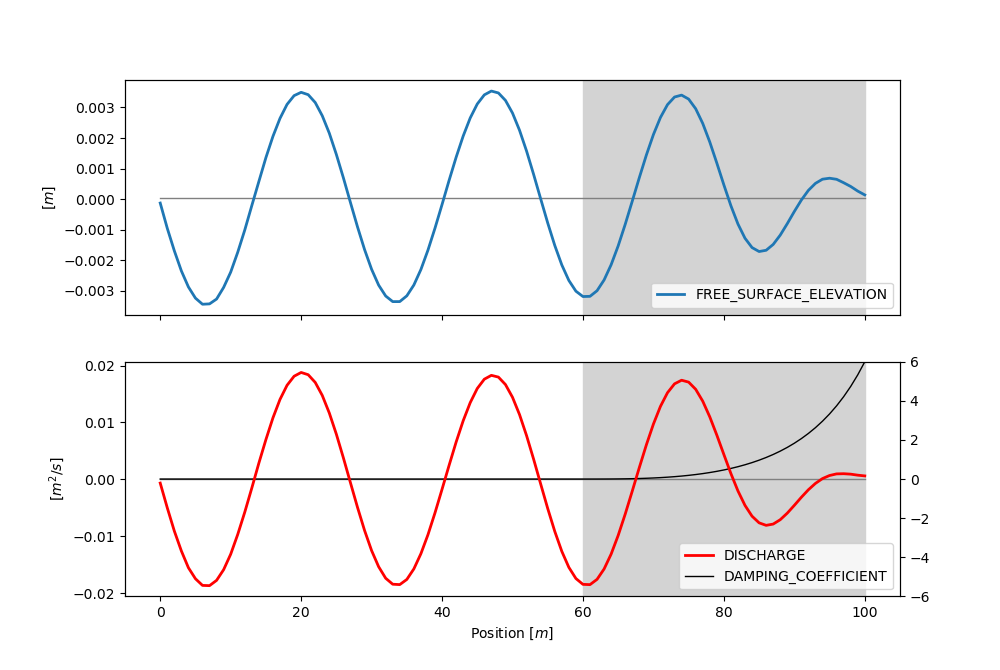 0.003
0.002
0.001
0.000
−0.001
−0.002
−0.003
[m]
FREE_SURFACE_ELEVATION
0.02
0.01
0.00
−0.01
−0.02
[m²/s]
6
4
2
0
−2
−4
−6
DISCHARGE
DAMPING_COEFFICIENT
0 20 40 60 80 100
Position [m]